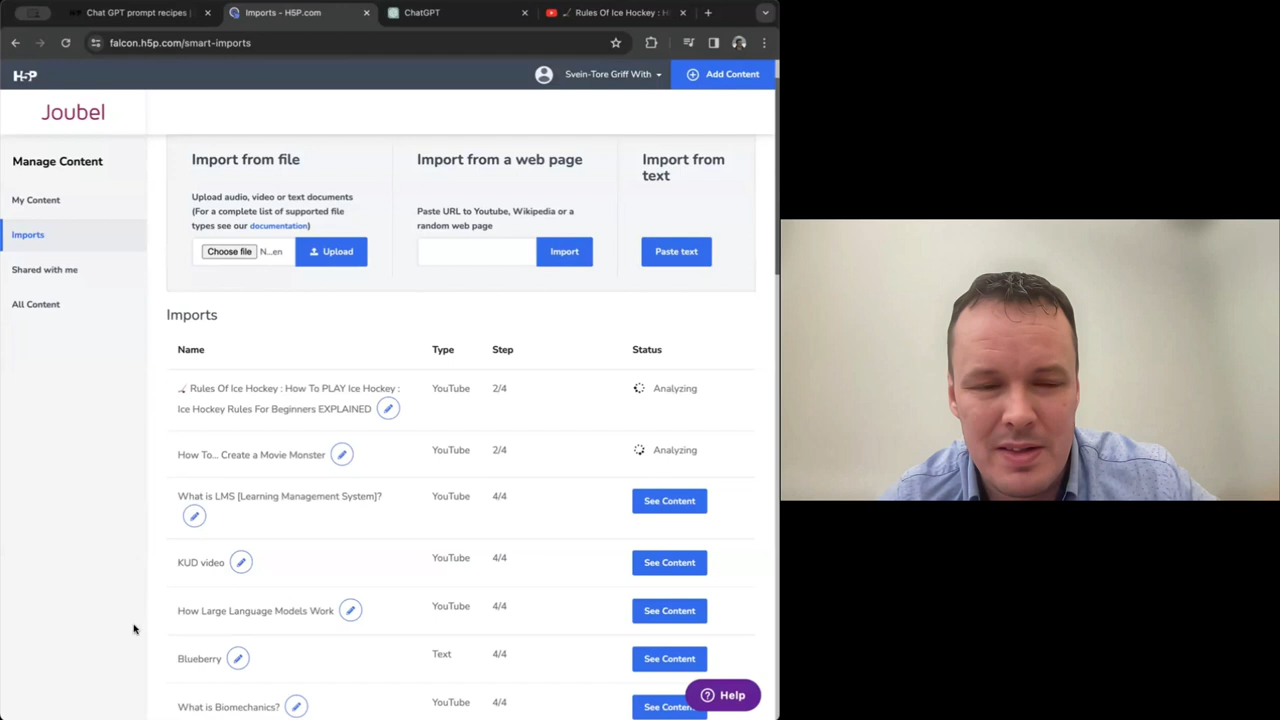 Chat GPT prompt recipes |
Imports - H5P.com
ChatGPT
Rules Of Ice Hockey : H
falcon.h5p.com/smart-imports
H5P
Svein-Tore Griff With
Add Content
Joubel
Manage Content
My Content
Imports
Shared with me
All Content
Import from file
Upload audio, video or text documents
(For a complete list of supported file
types see our documentation)
Choose file N...en
Upload
Import from a web page
Paste URL to Youtube, Wikipedia or a
random web page
Import
Import from
text
Paste text
Imports
Name Type Step Status
Rules Of Ice Hockey : How To PLAY Ice Hockey : YouTube 2/4 Analyzing
Ice Hockey Rules For Beginners EXPLAINED
How To... Create a Movie Monster YouTube 2/4 Analyzing
What is LMS [Learning Management System]? YouTube 4/4 See Content
KUD video YouTube 4/4 See Content
How Large Language Models Work YouTube 4/4 See Content
Blueberry Text 4/4 See Content
What is Biomechanics? YouTube 4/4 See Conten
Help